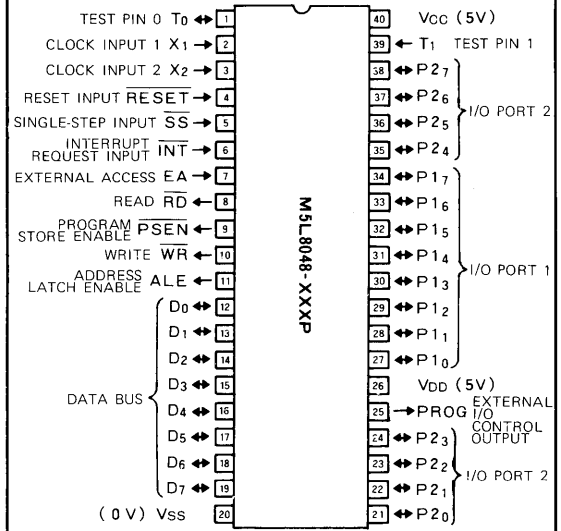 TEST PIN 0 T0 ↔ 1
CLOCK INPUT 1 X1 → 2
CLOCK INPUT 2 X2 → 3
RESET INPUT RESET → 4
SINGLE-STEP INPUT SS → 5
INTERRUPT
REQUEST INPUT INT → 6
EXTERNAL ACCESS EA → 7
READ RD ← 8
PROGRAM
STORE ENABLE PSEN ← 9
WRITE WR ← 10
ADDRESS
LATCH ENABLE ALE ← 11
D0 ↔ 12
D1 ↔ 13
D2 ↔ 14
D3 ↔ 15
DATA BUS
D4 ↔ 16
D5 ↔ 17
D6 ↔ 18
D7 ↔ 19
(0V) VSS 20
M5L8048-XXXP
40 VCC (5V)
39 ← T1 TEST PIN 1
38 ↔ P27
37 ↔ P26
I/O PORT 2
36 ↔ P25
35 ↔ P24
34 ↔ P17
33 ↔ P16
32 ↔ P15
31 ↔ P14
I/O PORT 1
30 ↔ P13
29 ↔ P12
28 ↔ P11
27 ↔ P10
26 VDD (5V)
25 → PROG
EXTERNAL
I/O
CONTROL
OUTPUT
24 ↔ P23
23 ↔ P22
I/O PORT 2
22 ↔ P21
21 ↔ P20